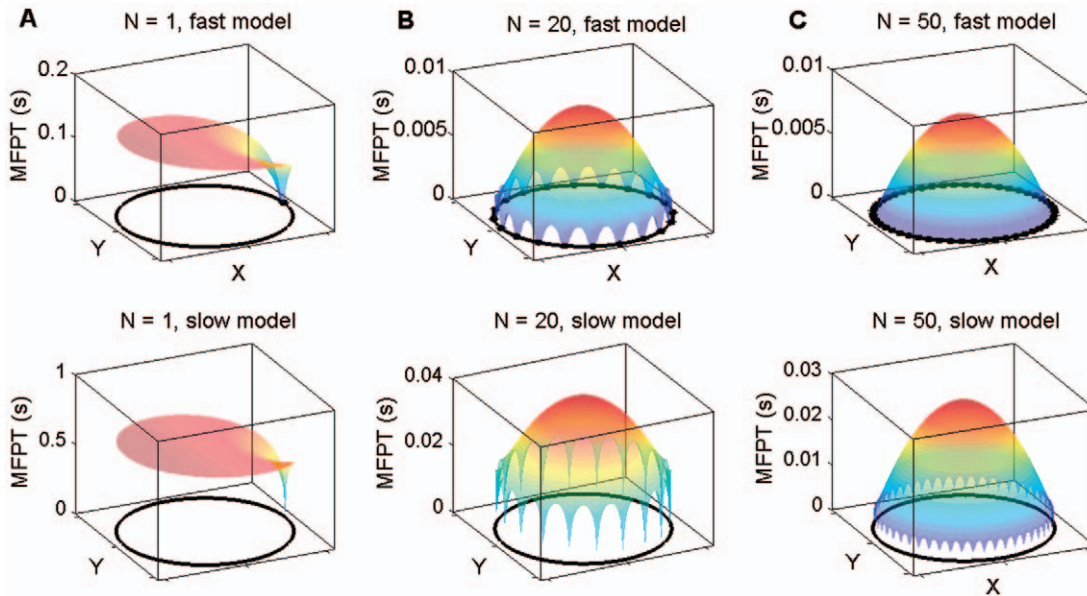 A
N = 1, fast model
MFPT (s)
0.2
0.1
0
Y
X
B
N = 20, fast model
MFPT (s)
0.01
0.005
0
Y
X
C
N = 50, fast model
MFPT (s)
0.01
0.005
0
Y
X
N = 1, slow model
MFPT (s)
1
0.5
0
Y
N = 20, slow model
MFPT (s)
0.04
0.02
0
Y
N = 50, slow model
MFPT (s)
0.03
0.02
0.01
0
Y
X